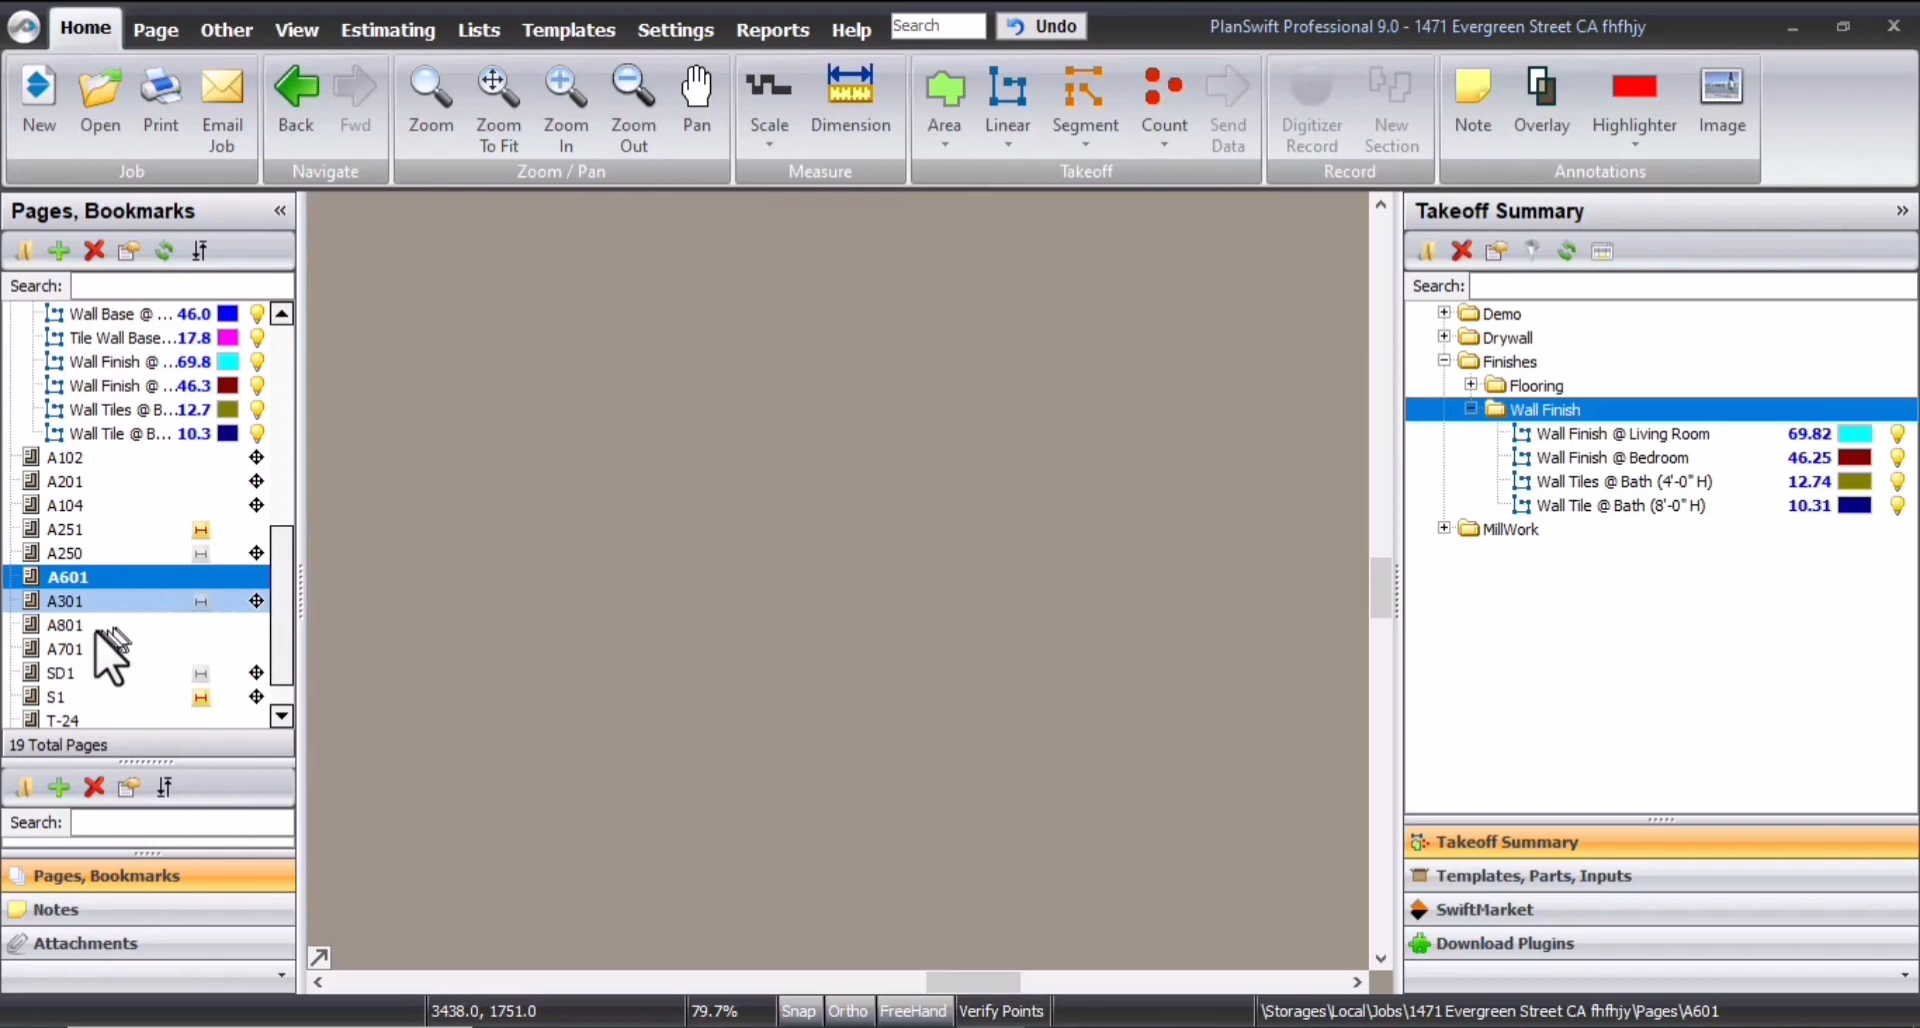 Home Page Other View Estimating Lists Templates Settings Reports Help Search Undo PlanSwift Professional 9.0 - 1471 Evergreen Street CA fhfhjy
New Open Print Email Job Back Fwd Zoom Zoom To Fit Zoom In Zoom Out Pan Scale Dimension Area Linear Segment Count Send Data Digitizer Record New Section Note Overlay Highlighter Image
Job Navigate Zoom / Pan Measure Takeoff Record Annotations
Pages, Bookmarks
Search:
Wall Base @ ... 46.0
Tile Wall Base...17.8
Wall Finish @ ...69.8
Wall Finish @ ...46.3
Wall Tiles @ B...12.7
Wall Tile @ B... 10.3
A102
A201
A104
A251
A250
A601
A301
A801
A701
SD1
S1
T-24
19 Total Pages
Search:
Pages, Bookmarks
Notes
Attachments
Takeoff Summary
Search:
Demo
Drywall
Finishes
Flooring
Wall Finish
Wall Finish @ Living Room 69.82
Wall Finish @ Bedroom 46.25
Wall Tiles @ Bath (4'-0" H) 12.74
Wall Tile @ Bath (8'-0" H) 10.31
MillWork
Takeoff Summary
Templates, Parts, Inputs
SwiftMarket
Download Plugins
3438.0, 1751.0 79.7% Snap Ortho FreeHand Verify Points \Storages\Local\Jobs\1471 Evergreen Street CA fhfhjy\Pages\A601